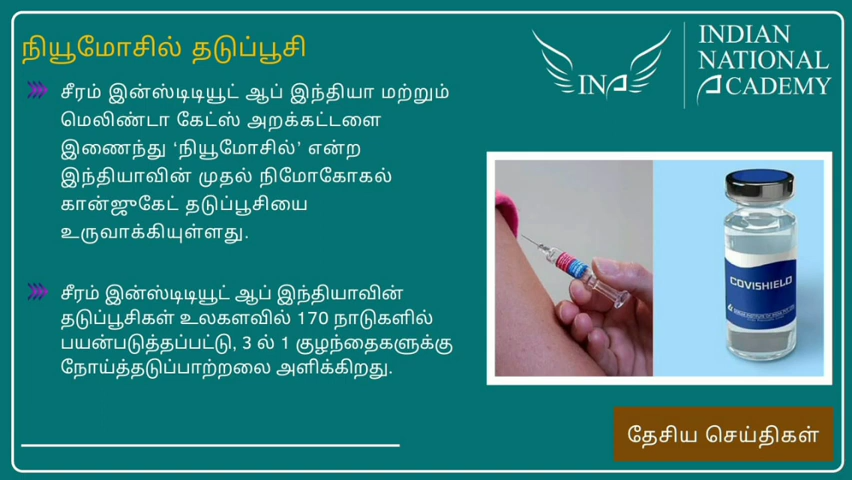 நியூமோசில் தடுப்பூசி
INDIAN
NATIONAL
ACADEMY
INA
சீரம் இன்ஸ்டிடியூட் ஆப் இந்தியா மற்றும்
மெலிண்டா கேட்ஸ் அறக்கட்டளை
இணைந்து ‘நியூமோசில்’ என்ற
இந்தியாவின் முதல் நிமோகோகல்
கான்ஜுகேட் தடுப்பூசியை
உருவாக்கியுள்ளது.
சீரம் இன்ஸ்டிடியூட் ஆப் இந்தியாவின்
தடுப்பூசிகள் உலகளவில் 170 நாடுகளில்
பயன்படுத்தப்பட்டு, 3 ல் 1 குழந்தைகளுக்கு
நோய்த்தடுப்பாற்றலை அளிக்கிறது.
COVISHIELD
தேசிய செய்திகள்